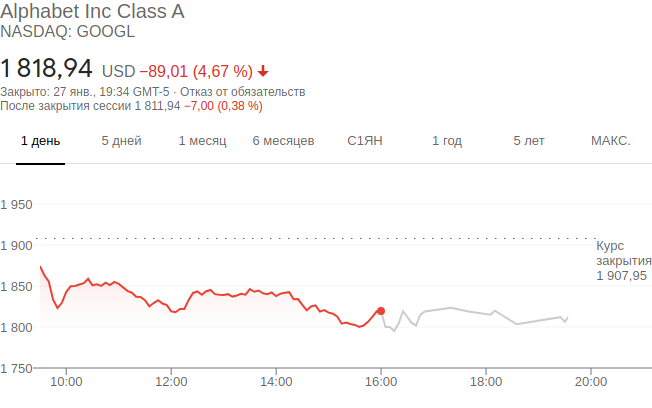 Alphabet Inc Class A
NASDAQ: GOOGL
1 818,94 USD −89,01 (4,67 %)
Закрыто: 27 янв., 19:34 GMT-5 · Отказ от обязательств
После закрытия сессии 1 811,94 −7,00 (0,38 %)
1 день 5 дней 1 месяц 6 месяцев С1ЯН 1 год 5 лет МАКС.
1 950
1 900
Курс
закрытия
1 907,95
1 850
1 800
1 750
10:00 12:00 14:00 16:00 18:00 20:00